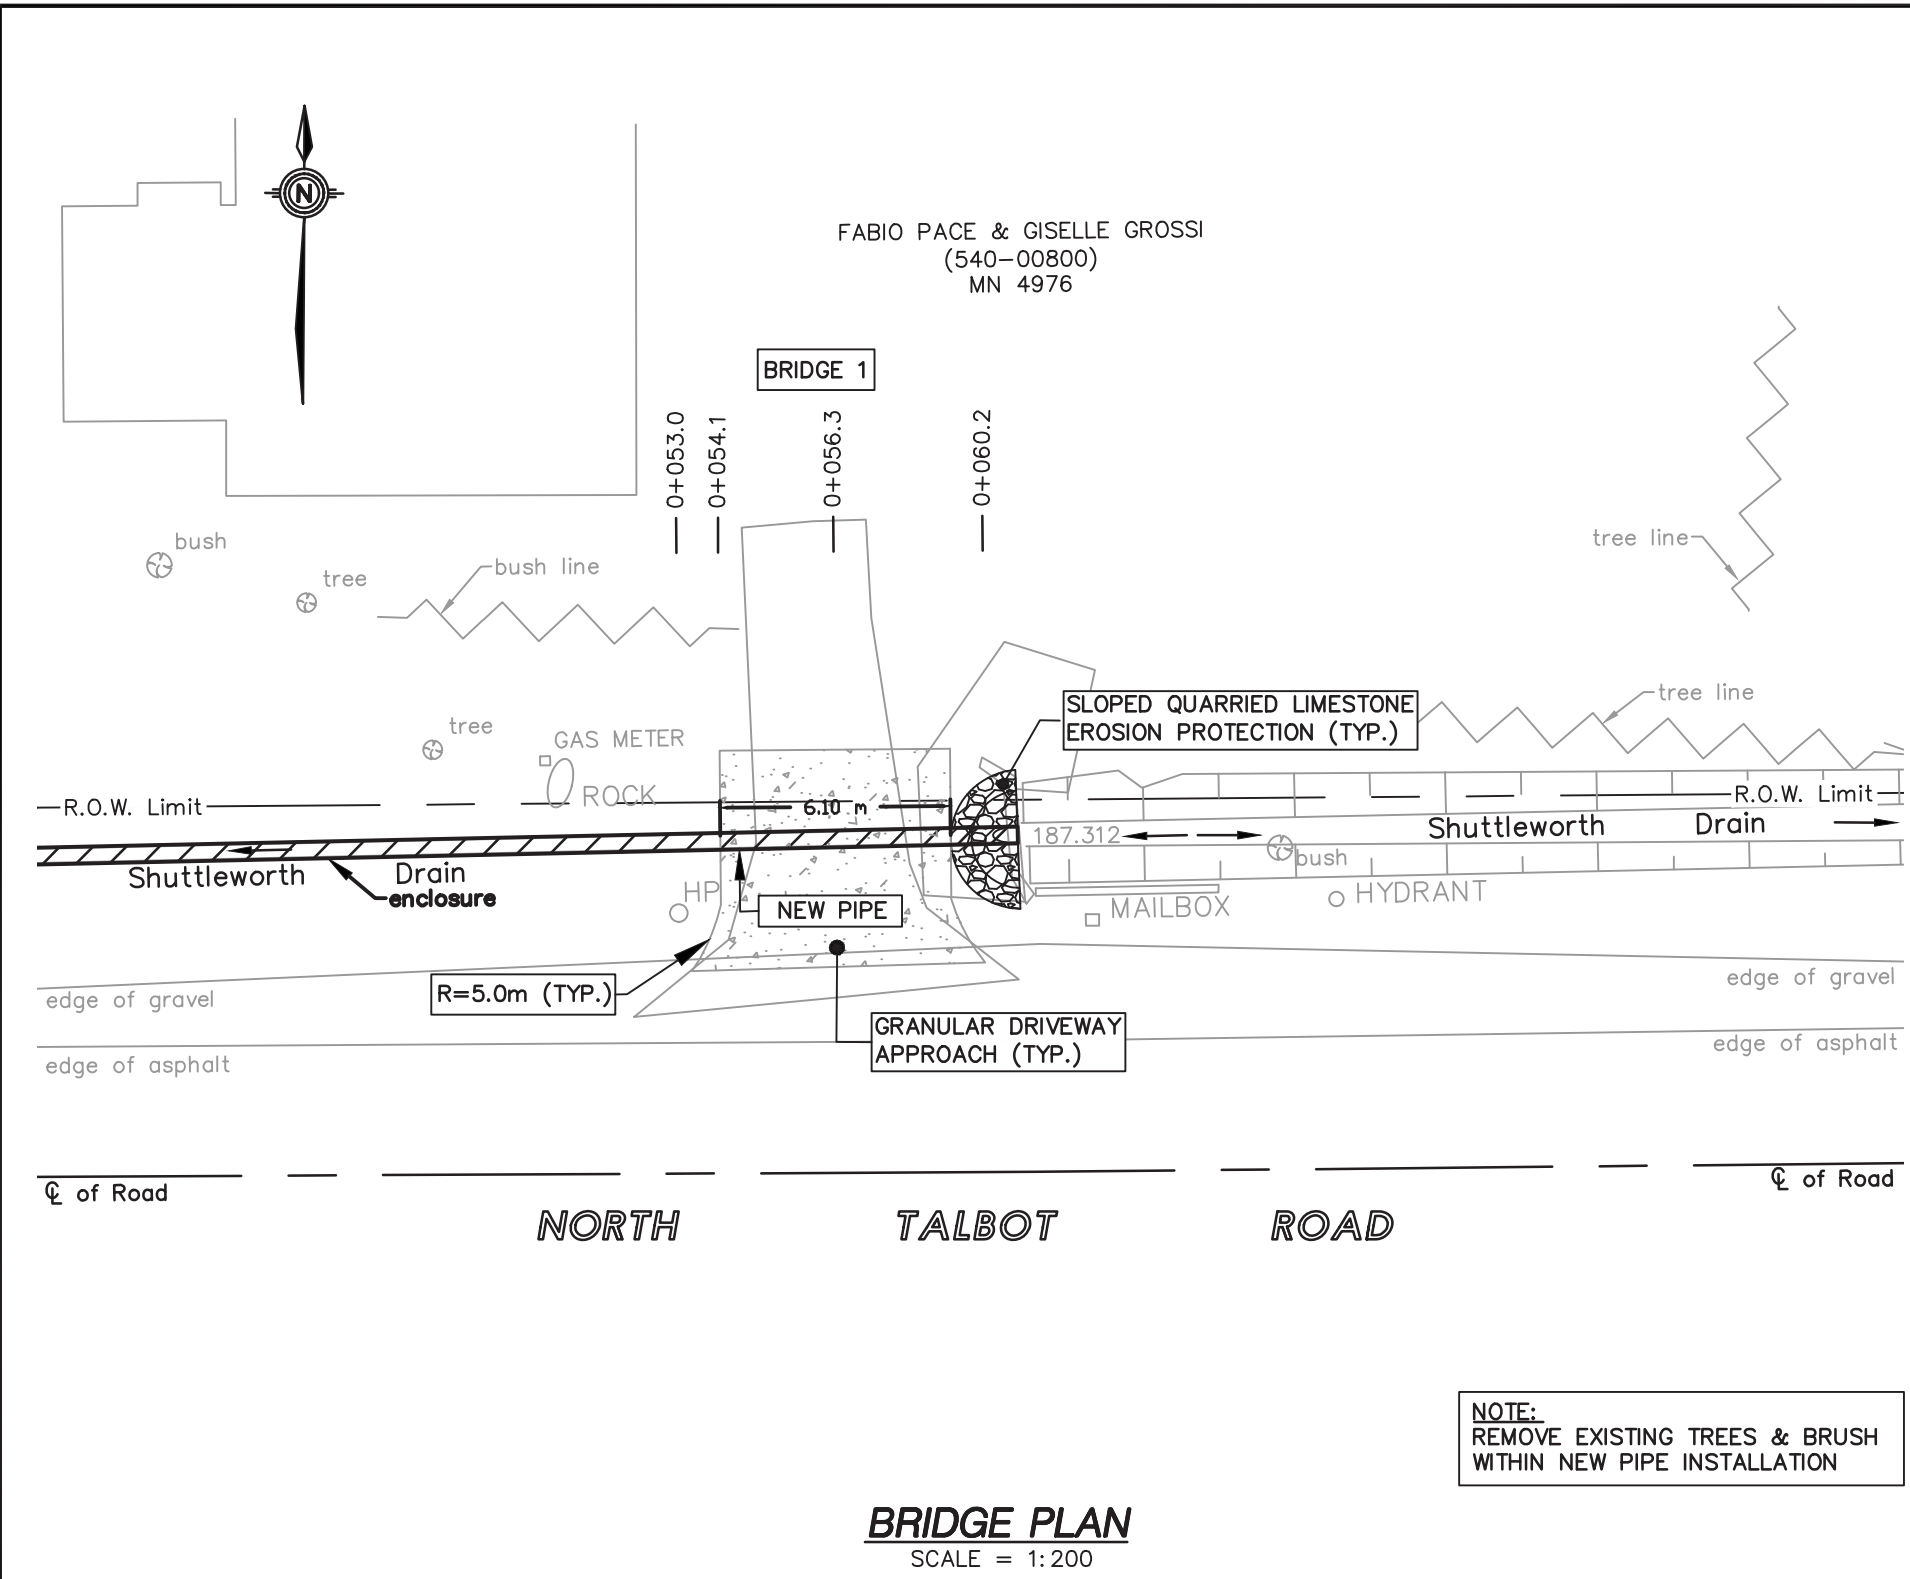 N
FABIO PACE & GISELLE GROSSI
(540-00800)
MN 4976
BRIDGE 1
0+053.0
0+054.1
0+056.3
0+060.2
bush
tree
bush line
tree line
tree
GAS METER
ROCK
SLOPED QUARRIED LIMESTONE
EROSION PROTECTION (TYP.)
tree line
R.O.W. Limit
6.10 m
R.O.W. Limit
187.312
Shuttleworth Drain
bush
Shuttleworth Drain
enclosure
HP
NEW PIPE
MAILBOX
HYDRANT
R=5.0m (TYP.)
edge of gravel
edge of gravel
GRANULAR DRIVEWAY
APPROACH (TYP.)
edge of asphalt
edge of asphalt
℄ of Road
℄ of Road
NORTH TALBOT ROAD
NOTE:
REMOVE EXISTING TREES & BRUSH
WITHIN NEW PIPE INSTALLATION
BRIDGE PLAN
SCALE = 1:200